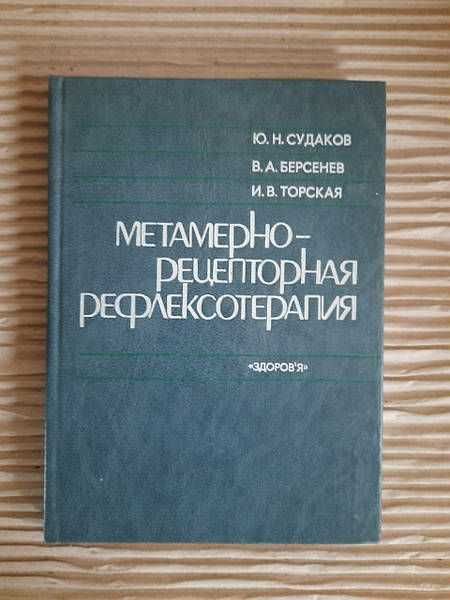 Ю. Н. СУДАКОВ
В. А. БЕРСЕНЕВ
И. В. ТОРСКАЯ
МЕТАМЕРНО-
РЕЦЕПТОРНАЯ
РЕФЛЕКСОТЕРАПИЯ
«ЗДОРОВ'Я»